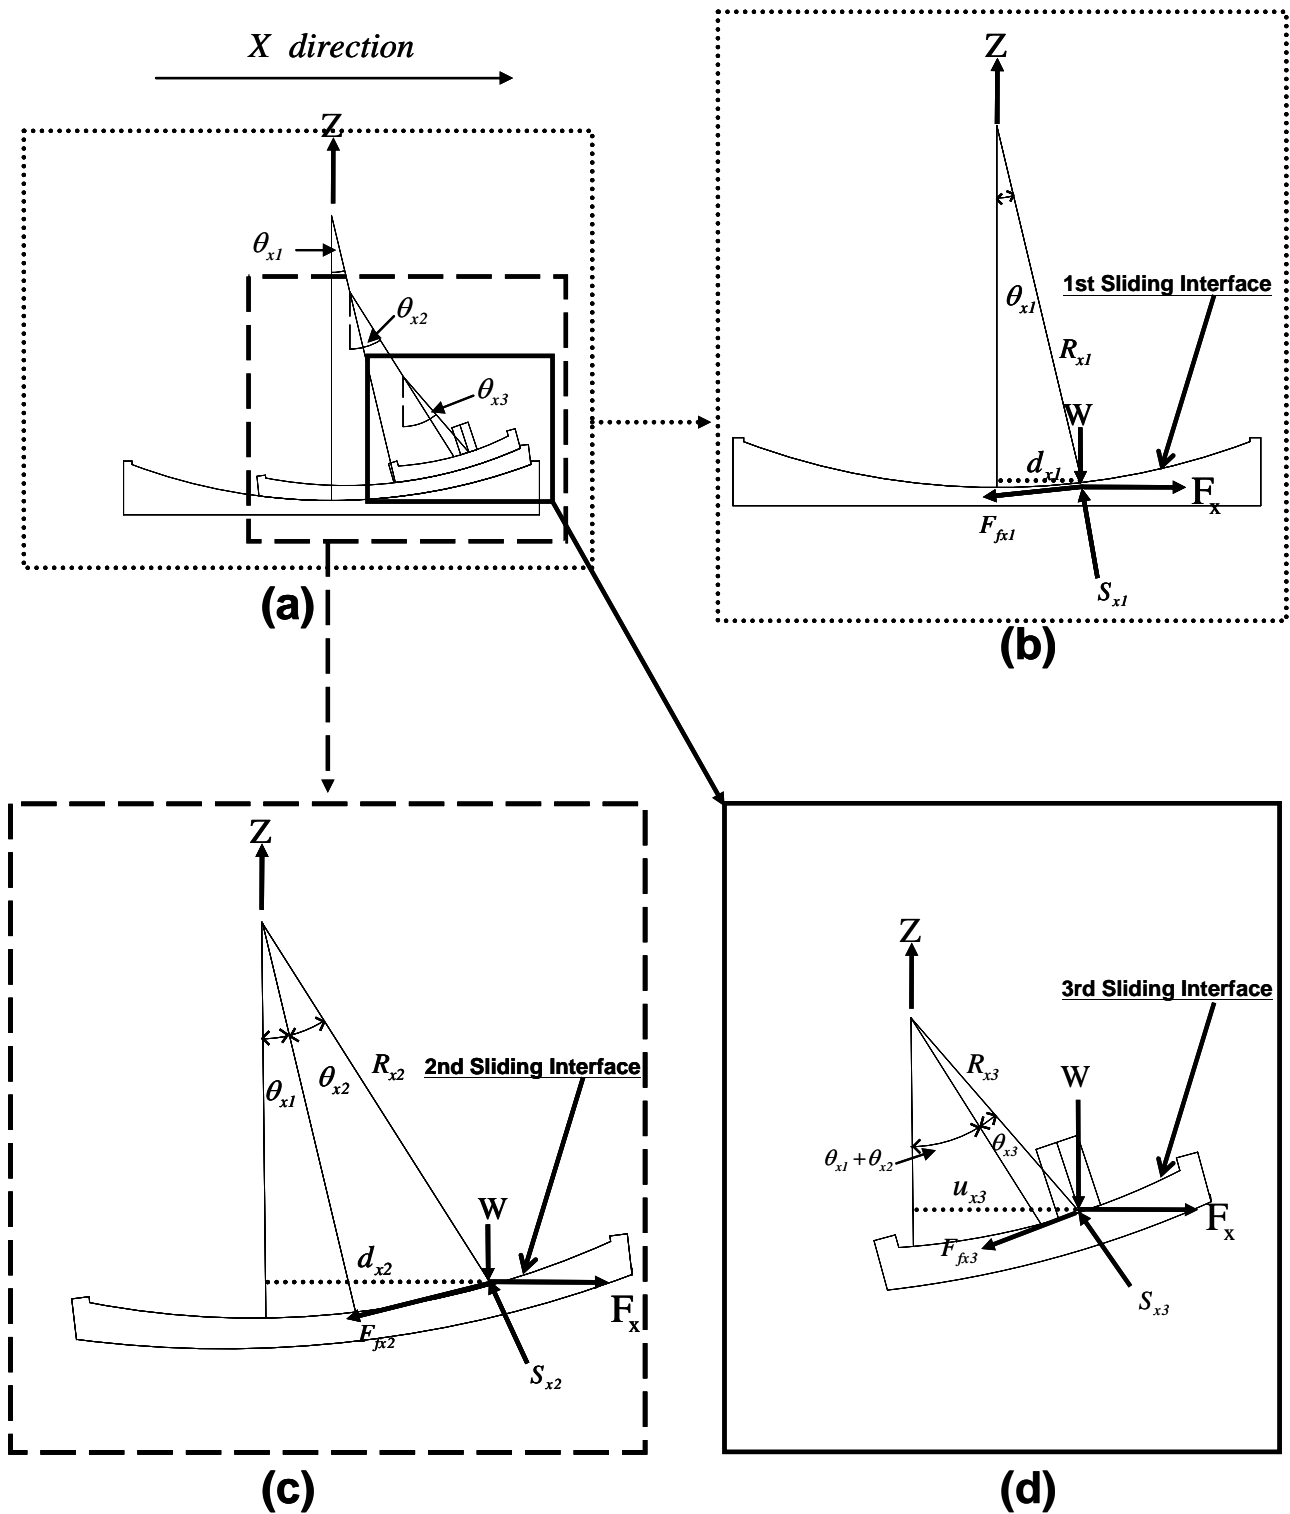 X direction
Z
θx1
θx2
θx3
(a)
Z
1st Sliding Interface
θx1
Rx1
W
dx1
Fx
Ffx1
Sx1
(b)
Z
Rx2
2nd Sliding Interface
θx1
θx2
W
dx2
Fx
Ffx2
Sx2
(c)
Z
3rd Sliding Interface
Rx3
W
θx1+θx2
θx3
ux3
Fx
Ffx3
Sx3
(d)